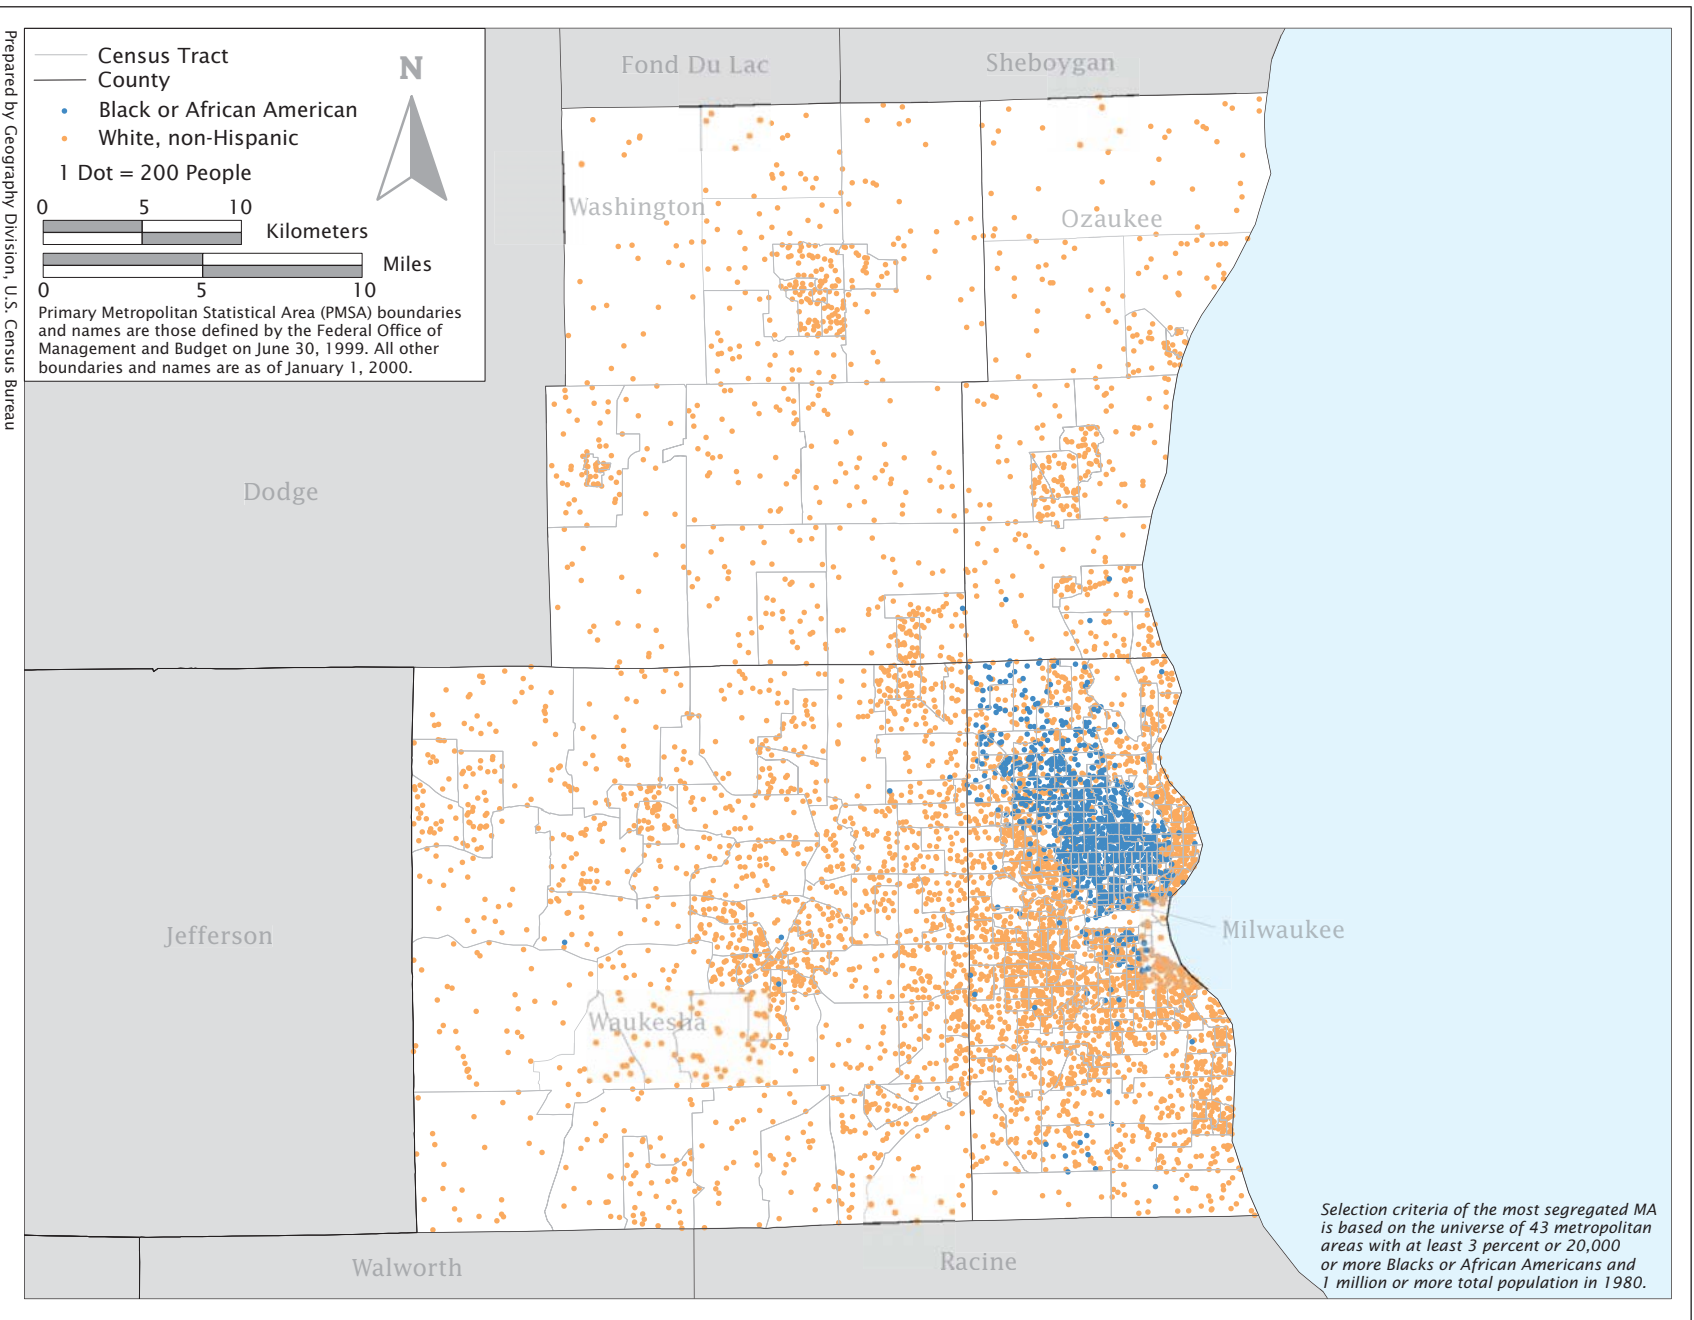 Prepared by Geography Division, U.S. Census Bureau
Census Tract
County
Black or African American
White, non-Hispanic
1 Dot = 200 People
N
0 5 10
Kilometers
Miles
0 5 10
Primary Metropolitan Statistical Area (PMSA) boundaries
and names are those defined by the Federal Office of
Management and Budget on June 30, 1999. All other
boundaries and names are as of January 1, 2000.
Fond Du Lac
Sheboygan
Washington
Ozaukee
Dodge
Jefferson
Milwaukee
Waukesha
Walworth
Racine
Selection criteria of the most segregated MA
is based on the universe of 43 metropolitan
areas with at least 3 percent or 20,000
or more Blacks or African Americans and
1 million or more total population in 1980.